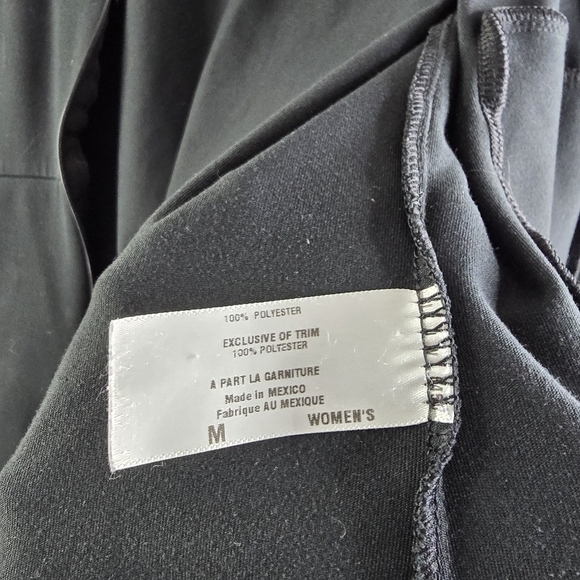 100% POLYESTER
EXCLUSIVE OF TRIM
100% POLYESTER
A PART LA GARNITURE
Made in MEXICO
Fabrique AU MEXIQUE
M WOMEN'S